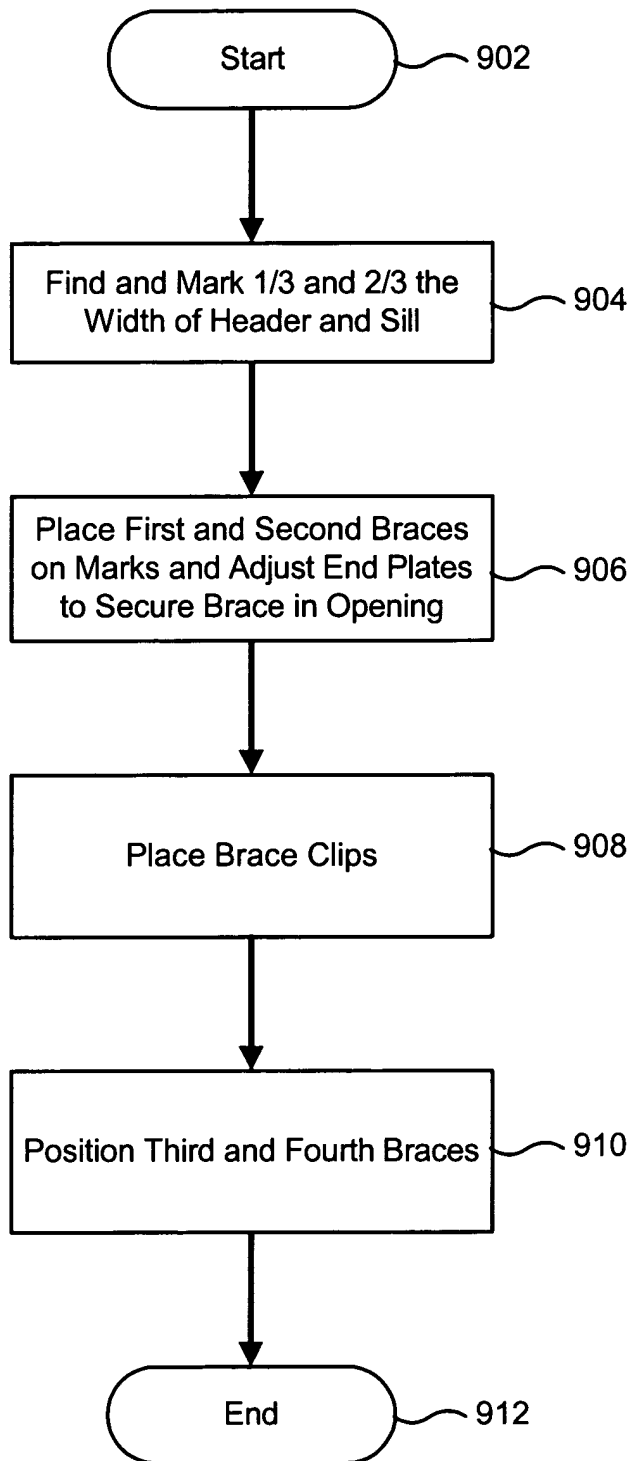 Start
902
Find and Mark 1/3 and 2/3 the
Width of Header and Sill
904
Place First and Second Braces
on Marks and Adjust End Plates
to Secure Brace in Opening
906
Place Brace Clips
908
Position Third and Fourth Braces
910
End
912